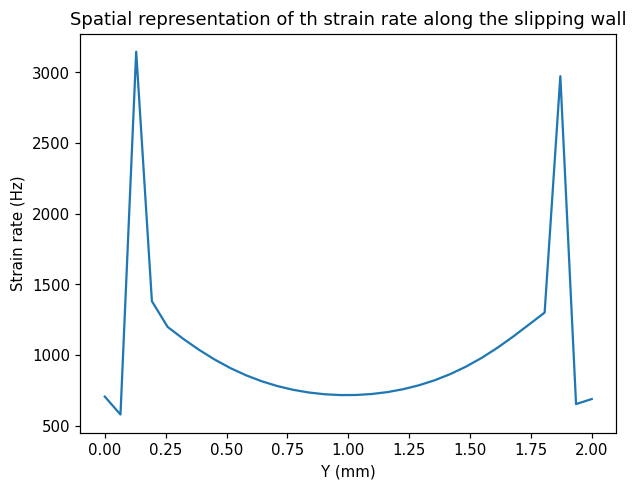 Spatial representation of th strain rate along the slipping wall
3000
2500
2000
1500
1000
500
Strain rate (Hz)
0.00 0.25 0.50 0.75 1.00 1.25 1.50 1.75 2.00
Y (mm)